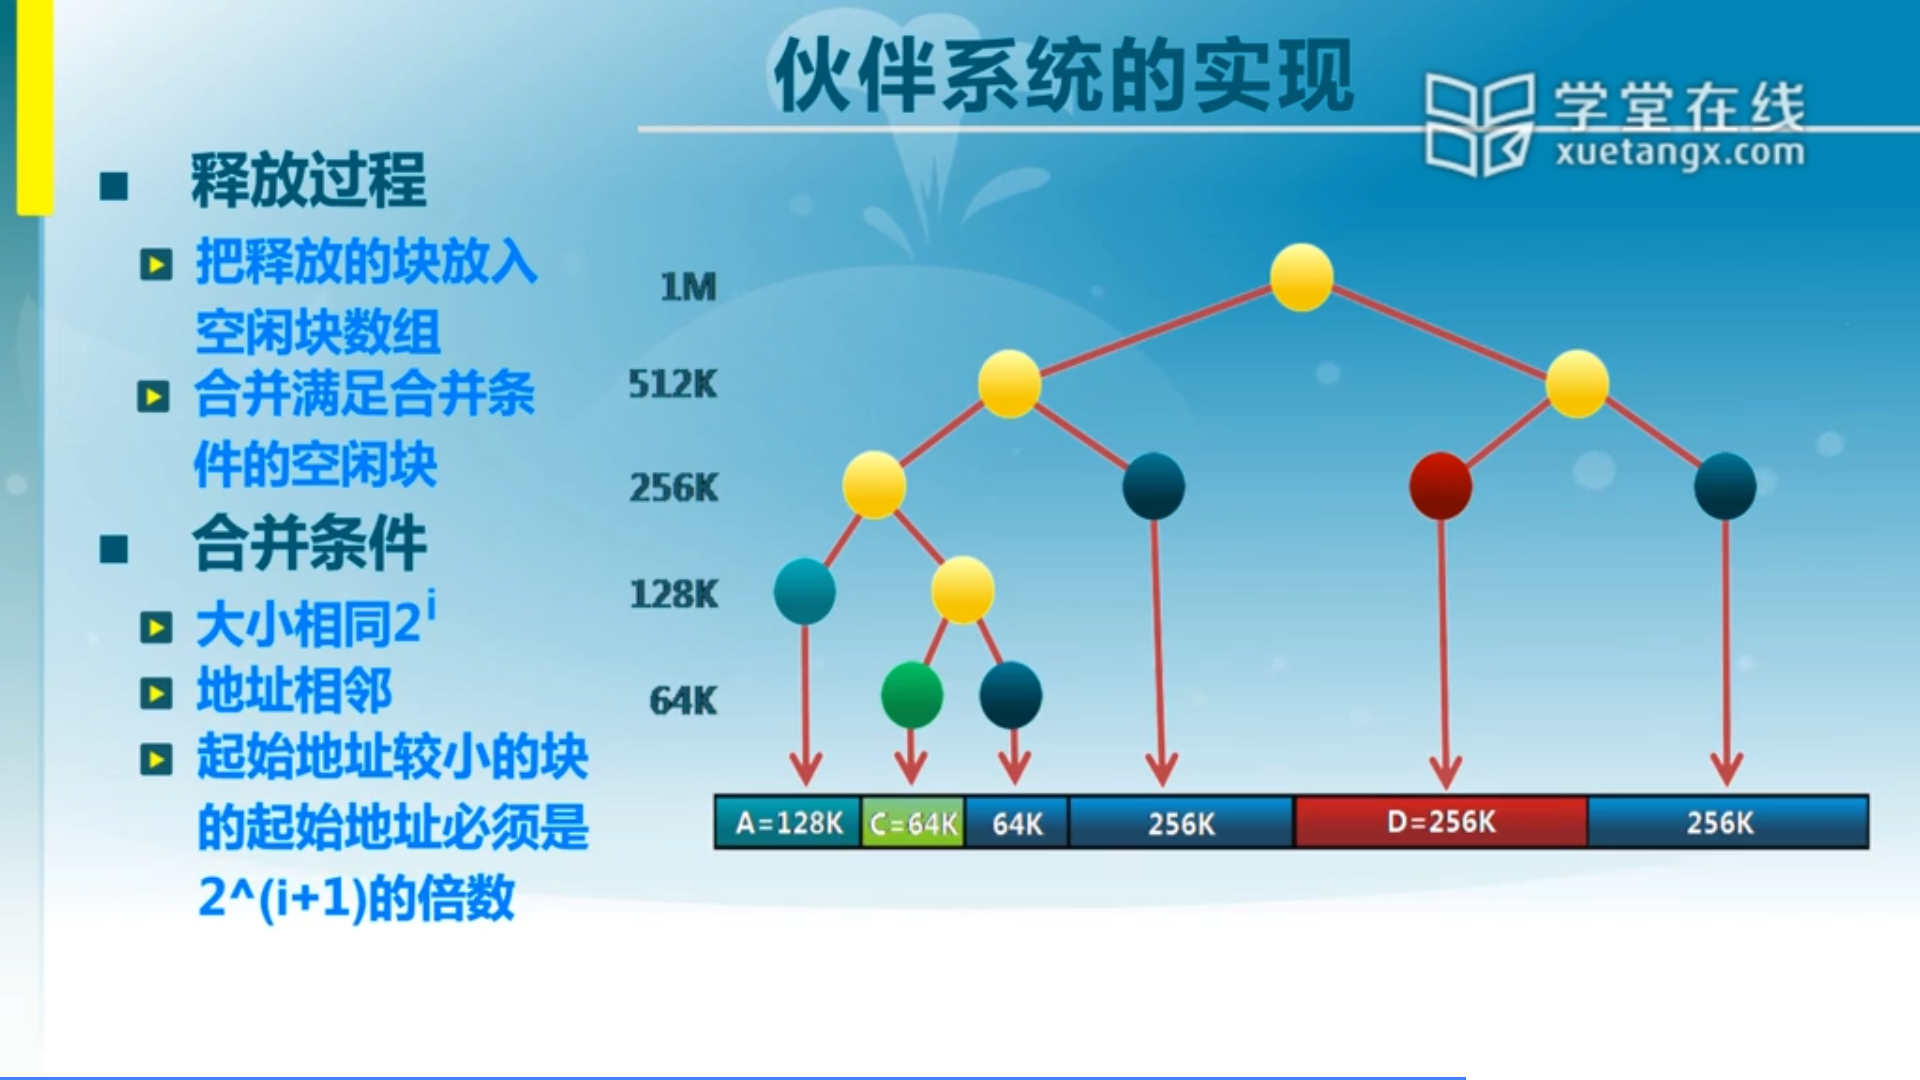 伙伴系统的实现
学堂在线
xuetangx.com
释放过程
把释放的块放入
空闲块数组
合并满足合并条
件的空闲块
合并条件
大小相同2^i
地址相邻
起始地址较小的块
的起始地址必须是
2^(i+1)的倍数
1M
512K
256K
128K
64K
A=128K
C=64K
64K
256K
D=256K
256K